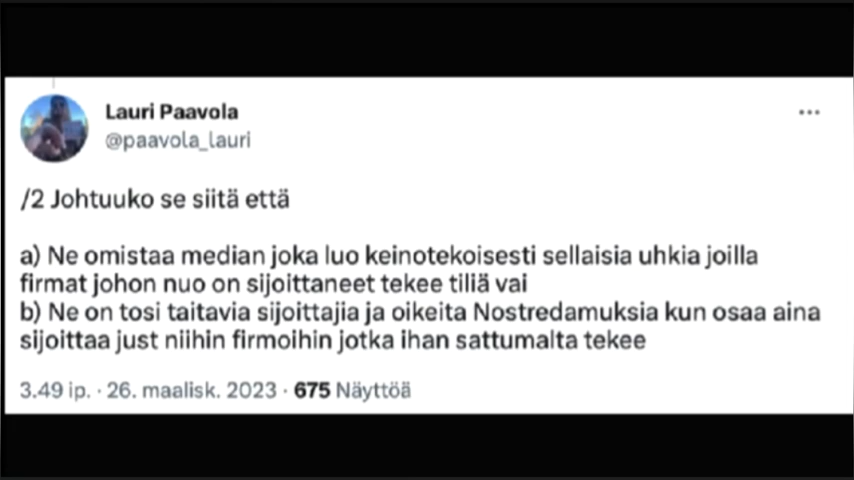 Lauri Paavola
@paavola_lauri
/2 Johtuuko se siitä että
a) Ne omistaa median joka luo keinotekoisesti sellaisia uhkia joilla
firmat johon nuo on sijoittaneet tekee tiliä vai
b) Ne on tosi taitavia sijoittajia ja oikeita Nostredamuksia kun osaa aina
sijoittaa just niihin firmoihin jotka ihan sattumalta tekee
3.49 ip. · 26. maalisk. 2023 · 675 Näyttöä